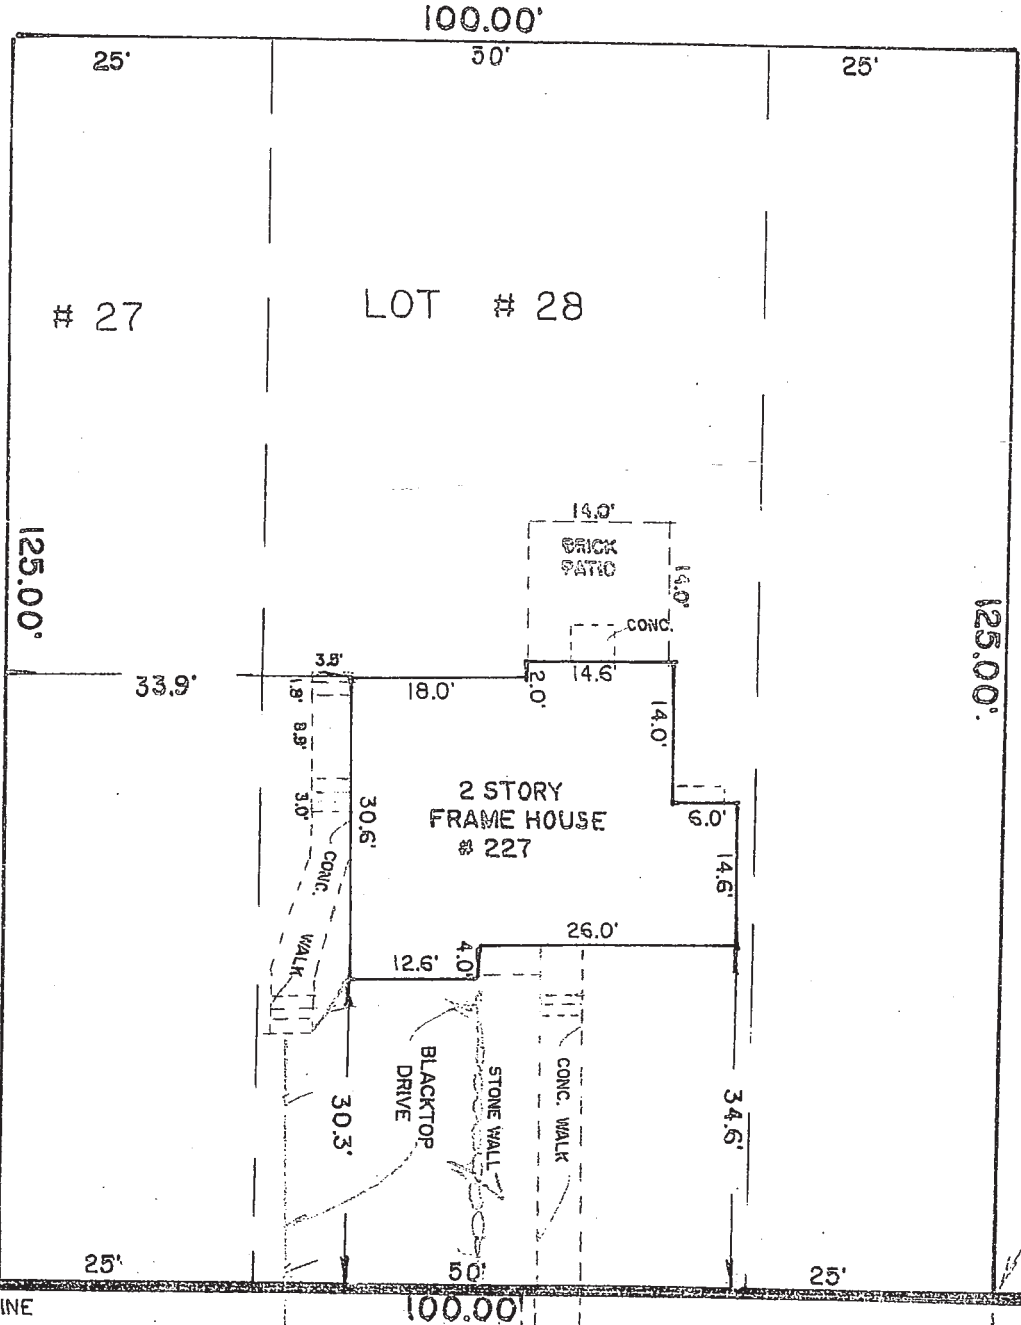 100.00'
25'
50'
25'
# 27
LOT # 28
14.0'
BRICK
PATIO
14.0'
CONC.
125.00'
125.00'.
33.9'
1.8'
8.9'
3.0'
18.0'
2.0'
14.6'
14.0'
6.0'
30.6'
2 STORY
FRAME HOUSE
# 227
14.6'
CONC.
WALK
12.6'
4.0'
26.0'
30.3'
BLACKTOP
DRIVE
STONE WALL
CONC. WALK
34.6'
25'
50'
25'
100.00'
INE